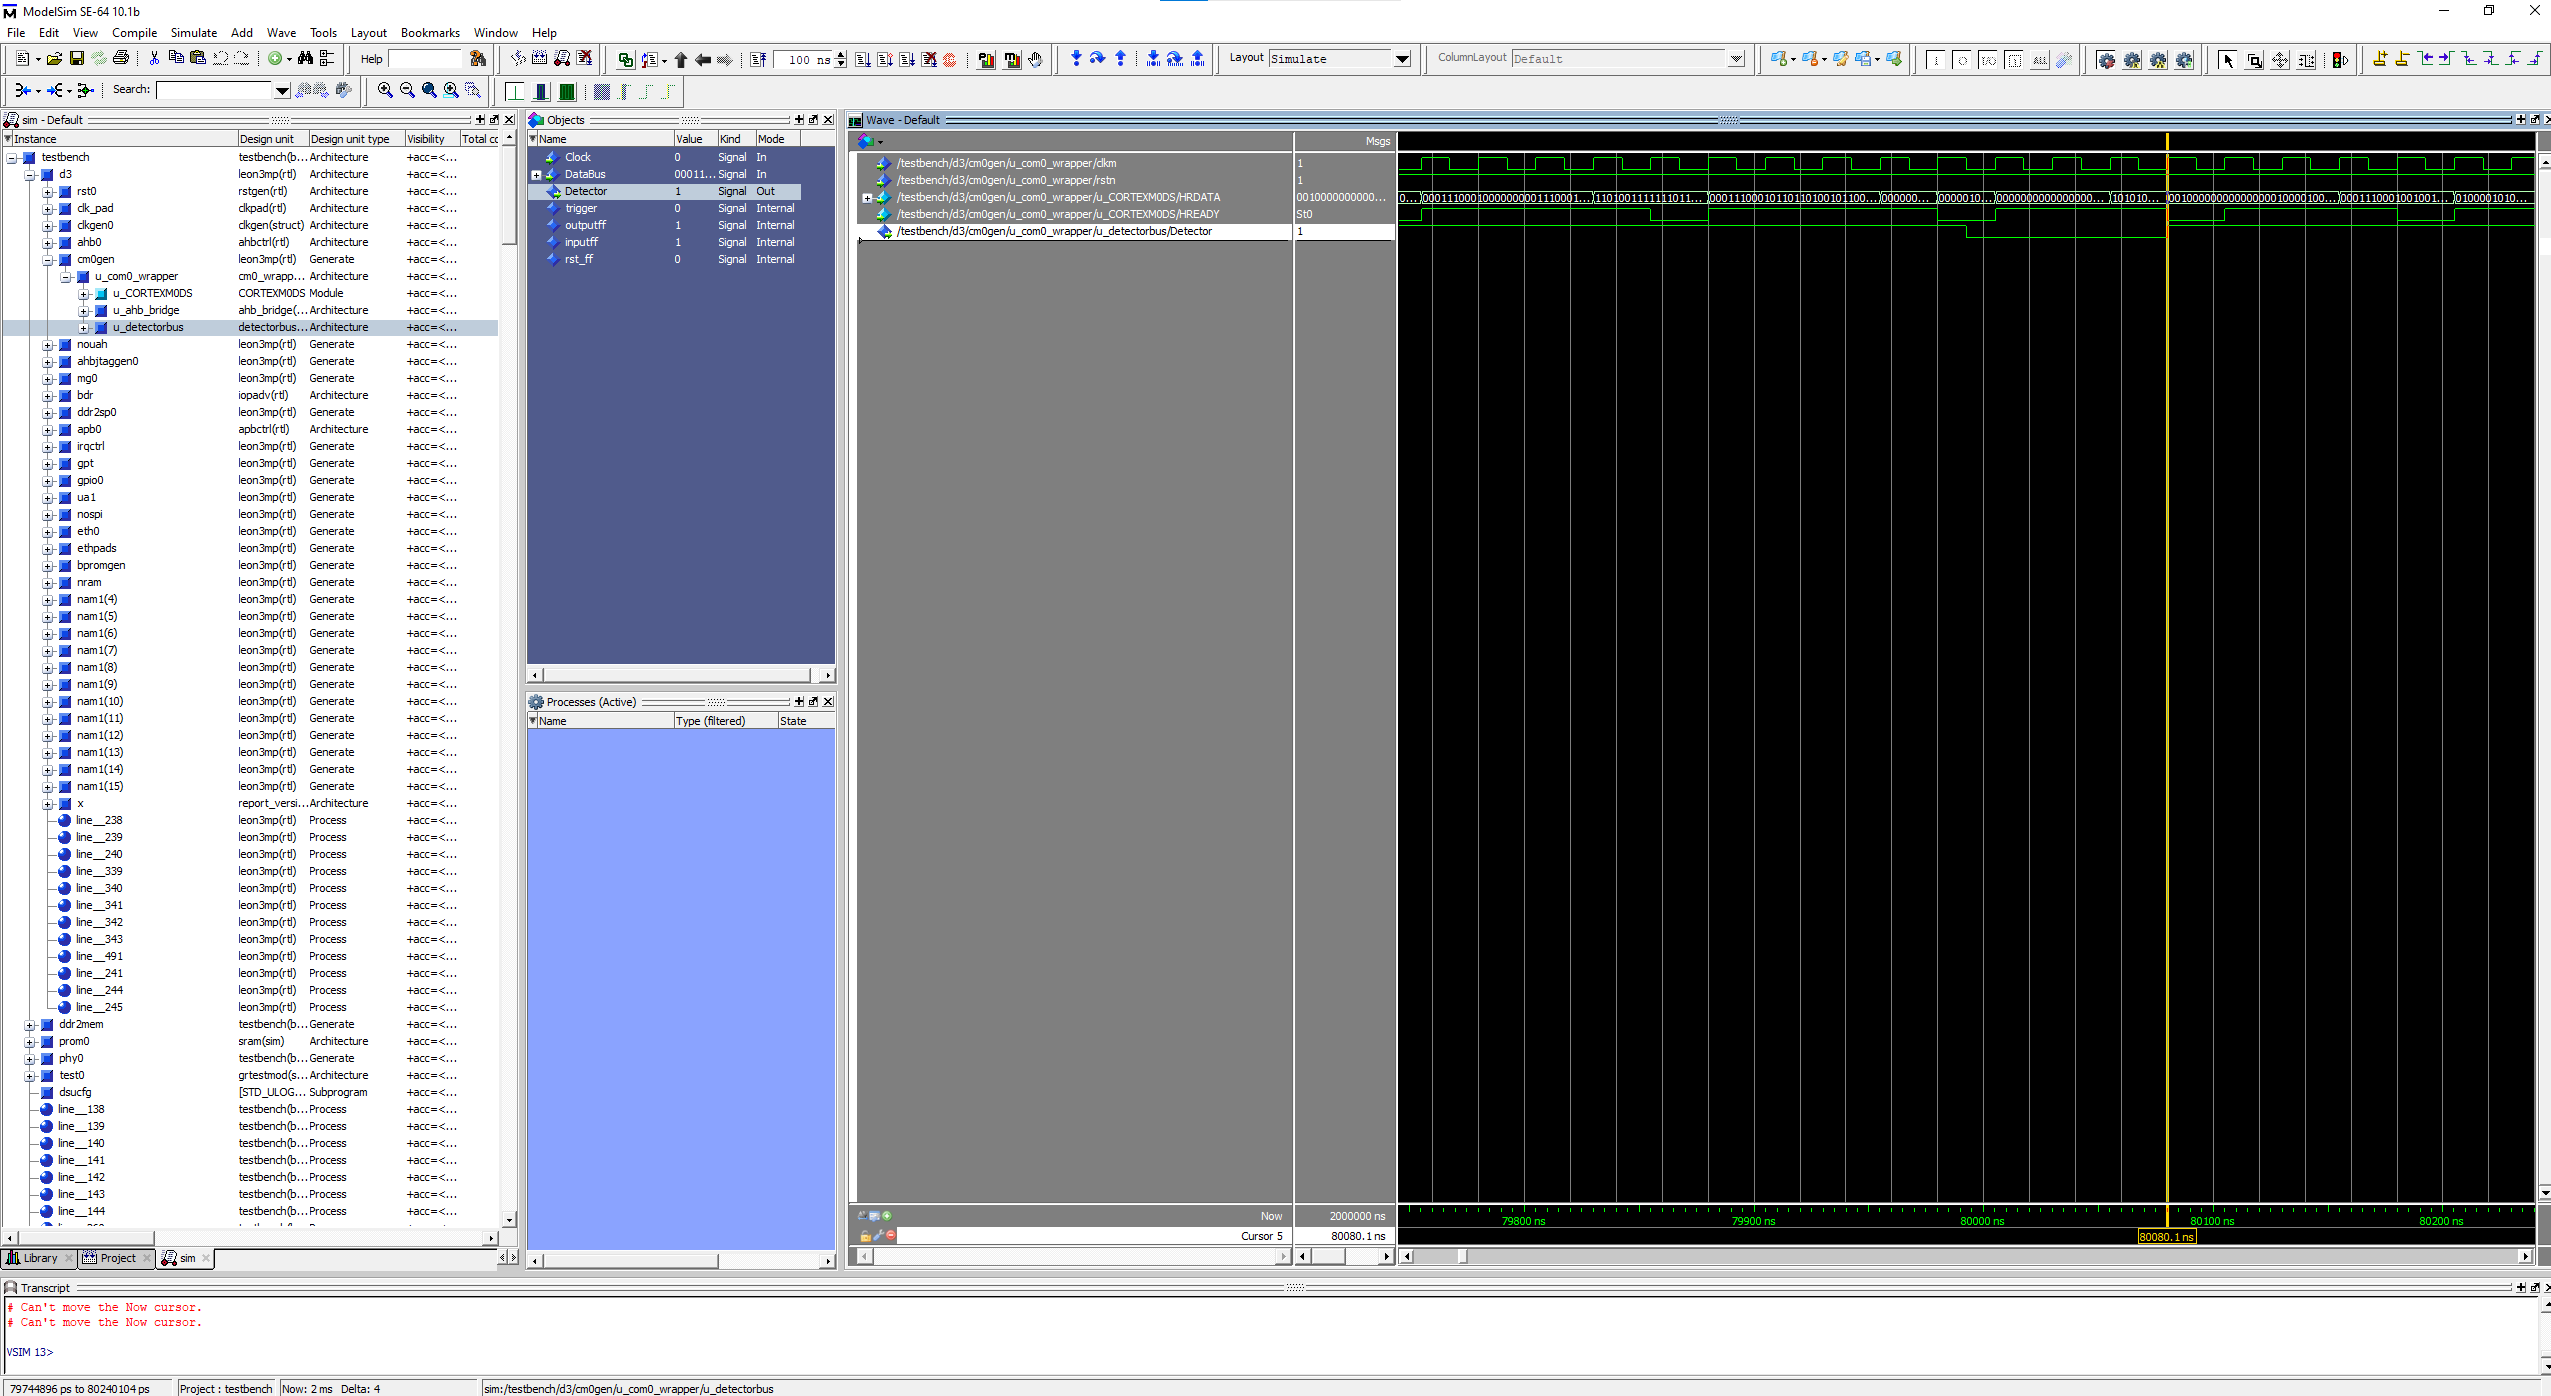 ModelSim SE-64 10.1b
File Edit View Compile Simulate Add Wave Tools Layout Bookmarks Window Help
Help 100 ns Layout Simulate ColumnLayout Default
Search:
sim - Default
Instance Design unit Design unit type Visibility Total cc
testbench testbench(b... Architecture +acc=<...
d3 leon3mp(rtl) Architecture +acc=<...
rst0 rstgen(rtl) Architecture +acc=<...
clk_pad clkpad(rtl) Architecture +acc=<...
clkgen0 clkgen(struct) Architecture +acc=<...
ahb0 ahbctrl(rtl) Architecture +acc=<...
cm0gen leon3mp(rtl) Generate +acc=<...
u_com0_wrapper cm0_wrapp... Architecture +acc=<...
u_CORTEXM0DS CORTEXM0DS Module +acc=<...
u_ahb_bridge ahb_bridge(... Architecture +acc=<...
u_detectorbus detectorbus... Architecture +acc=<...
nouah leon3mp(rtl) Generate +acc=<...
ahbjtaggen0 leon3mp(rtl) Generate +acc=<...
mg0 leon3mp(rtl) Generate +acc=<...
bdr iopadv(rtl) Architecture +acc=<...
ddr2sp0 leon3mp(rtl) Generate +acc=<...
apb0 apbctrl(rtl) Architecture +acc=<...
irqctrl leon3mp(rtl) Generate +acc=<...
gpt leon3mp(rtl) Generate +acc=<...
gpio0 leon3mp(rtl) Generate +acc=<...
ua1 leon3mp(rtl) Generate +acc=<...
nospi leon3mp(rtl) Generate +acc=<...
eth0 leon3mp(rtl) Generate +acc=<...
ethpads leon3mp(rtl) Generate +acc=<...
bpromgen leon3mp(rtl) Generate +acc=<...
nram leon3mp(rtl) Generate +acc=<...
nam1(4) leon3mp(rtl) Generate +acc=<...
nam1(5) leon3mp(rtl) Generate +acc=<...
nam1(6) leon3mp(rtl) Generate +acc=<...
nam1(7) leon3mp(rtl) Generate +acc=<...
nam1(8) leon3mp(rtl) Generate +acc=<...
nam1(9) leon3mp(rtl) Generate +acc=<...
nam1(10) leon3mp(rtl) Generate +acc=<...
nam1(11) leon3mp(rtl) Generate +acc=<...
nam1(12) leon3mp(rtl) Generate +acc=<...
nam1(13) leon3mp(rtl) Generate +acc=<...
nam1(14) leon3mp(rtl) Generate +acc=<...
nam1(15) leon3mp(rtl) Generate +acc=<...
x report_versi... Architecture +acc=<...
line__238 leon3mp(rtl) Process +acc=<...
line__239 leon3mp(rtl) Process +acc=<...
line__240 leon3mp(rtl) Process +acc=<...
line__339 leon3mp(rtl) Process +acc=<...
line__340 leon3mp(rtl) Process +acc=<...
line__341 leon3mp(rtl) Process +acc=<...
line__342 leon3mp(rtl) Process +acc=<...
line__343 leon3mp(rtl) Process +acc=<...
line__491 leon3mp(rtl) Process +acc=<...
line__241 leon3mp(rtl) Process +acc=<...
line__244 leon3mp(rtl) Process +acc=<...
line__245 leon3mp(rtl) Process +acc=<...
ddr2mem testbench(b... Generate +acc=<...
prom0 sram(sim) Architecture +acc=<...
phy0 testbench(b... Generate +acc=<...
test0 grtestmod(s... Architecture +acc=<...
dsucfg [STD_ULOG... Subprogram +acc=<...
line__138 testbench(b... Process +acc=<...
line__139 testbench(b... Process +acc=<...
line__140 testbench(b... Process +acc=<...
line__141 testbench(b... Process +acc=<...
line__142 testbench(b... Process +acc=<...
line__143 testbench(b... Process +acc=<...
line__144 testbench(b... Process +acc=<...
Library Project sim
Objects
Name Value Kind Mode
Clock 0 Signal In
DataBus 00011... Signal In
Detector 1 Signal Out
trigger 0 Signal Internal
outputff 1 Signal Internal
inputff 1 Signal Internal
rst_ff 0 Signal Internal
Processes (Active)
Name Type (filtered) State
Wave - Default
Msgs
/testbench/d3/cm0gen/u_com0_wrapper/clkm 1
/testbench/d3/cm0gen/u_com0_wrapper/rstn 1
/testbench/d3/cm0gen/u_com0_wrapper/u_CORTEXM0DS/HRDATA 0010000000000...
/testbench/d3/cm0gen/u_com0_wrapper/u_CORTEXM0DS/HREADY St0
/testbench/d3/cm0gen/u_com0_wrapper/u_detectorbus/Detector 1
Now 2000000 ns 79800 ns 79900 ns 80000 ns 80100 ns 80200 ns
Cursor 5 80080.1 ns 80080.1 ns
Transcript
# Can't move the Now cursor.
# Can't move the Now cursor.
VSIM 13>
79744896 ps to 80240104 ps Project : testbench Now: 2 ms Delta: 4 sim:/testbench/d3/cm0gen/u_com0_wrapper/u_detectorbus